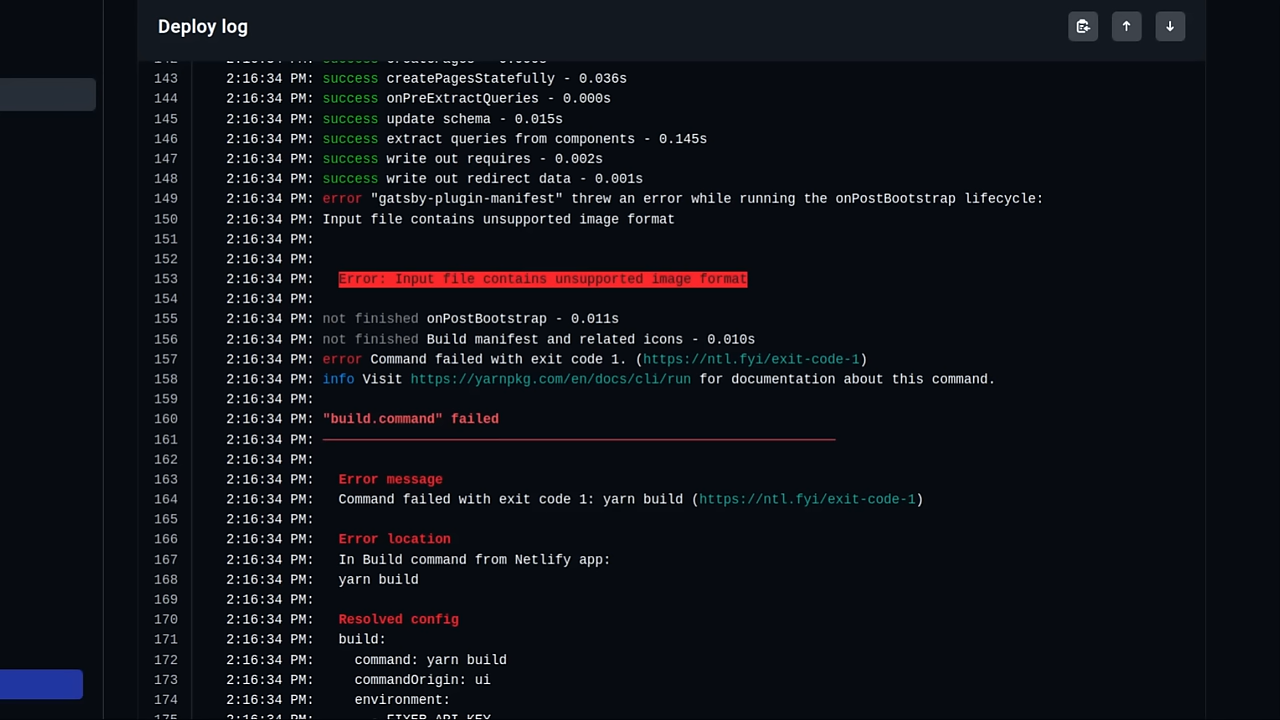 Deploy log
142 2:16:34 PM: success createPages - 0.006s
143 2:16:34 PM: success createPagesStatefully - 0.036s
144 2:16:34 PM: success onPreExtractQueries - 0.000s
145 2:16:34 PM: success update schema - 0.015s
146 2:16:34 PM: success extract queries from components - 0.145s
147 2:16:34 PM: success write out requires - 0.002s
148 2:16:34 PM: success write out redirect data - 0.001s
149 2:16:34 PM: error "gatsby-plugin-manifest" threw an error while running the onPostBootstrap lifecycle:
150 2:16:34 PM: Input file contains unsupported image format
151 2:16:34 PM:
152 2:16:34 PM:
153 2:16:34 PM: Error: Input file contains unsupported image format
154 2:16:34 PM:
155 2:16:34 PM: not finished onPostBootstrap - 0.011s
156 2:16:34 PM: not finished Build manifest and related icons - 0.010s
157 2:16:34 PM: error Command failed with exit code 1. (https://ntl.fyi/exit-code-1)
158 2:16:34 PM: info Visit https://yarnpkg.com/en/docs/cli/run for documentation about this command.
159 2:16:34 PM:
160 2:16:34 PM: "build.command" failed
161 2:16:34 PM: ────────────────────────────────────────────────────────────────
162 2:16:34 PM:
163 2:16:34 PM: Error message
164 2:16:34 PM: Command failed with exit code 1: yarn build (https://ntl.fyi/exit-code-1)
165 2:16:34 PM:
166 2:16:34 PM: Error location
167 2:16:34 PM: In Build command from Netlify app:
168 2:16:34 PM: yarn build
169 2:16:34 PM:
170 2:16:34 PM: Resolved config
171 2:16:34 PM: build:
172 2:16:34 PM: command: yarn build
173 2:16:34 PM: commandOrigin: ui
174 2:16:34 PM: environment:
175 2:16:34 PM: - FIXER_API_KEY